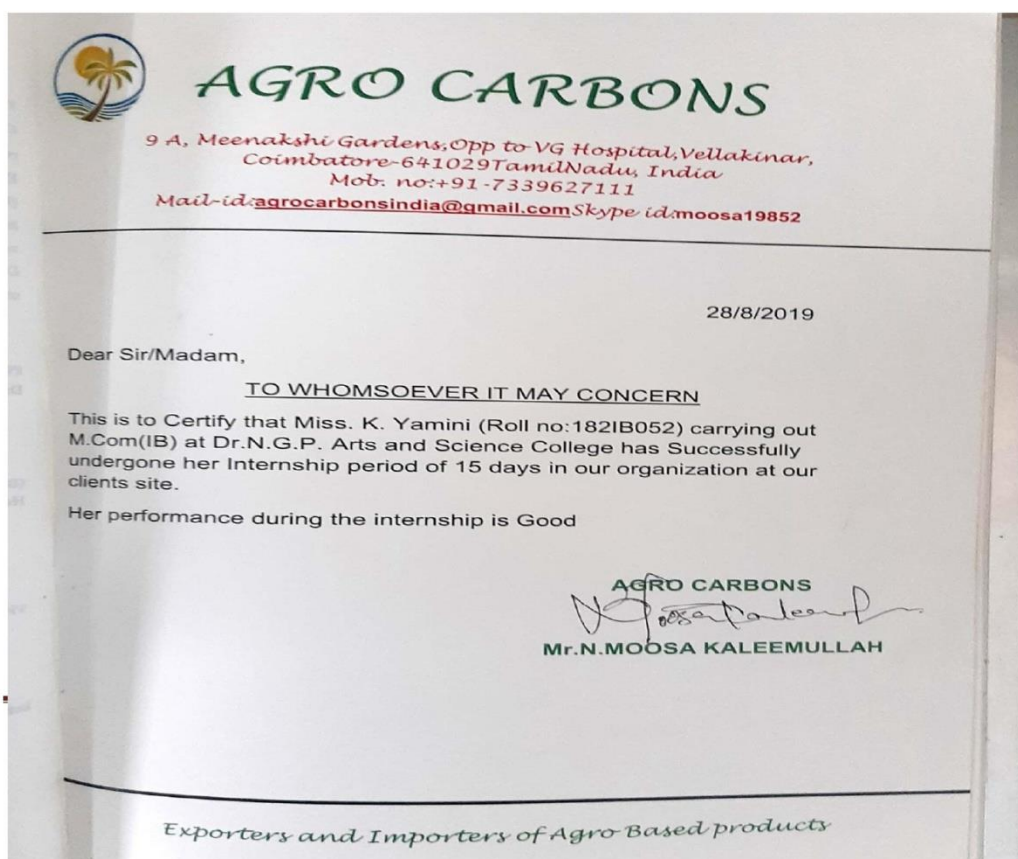 AGRO CARBONS
9 A, Meenakshi Gardens,Opp to VG Hospital,Vellakinar,
Coimbatore-641029TamilNadu, India
Mob. no:+91-7339627111
Mail-id:agrocarbonsindia@gmail.comSkype id:moosa19852
28/8/2019
Dear Sir/Madam,
TO WHOMSOEVER IT MAY CONCERN
This is to Certify that Miss. K. Yamini (Roll no:182IB052) carrying out
M.Com(IB) at Dr.N.G.P. Arts and Science College has Successfully
undergone her Internship period of 15 days in our organization at our
clients site.
Her performance during the internship is Good
AGRO CARBONS
N Moosa Kaleemul
Mr.N.MOOSA KALEEMULLAH
Exporters and Importers of Agro Based products